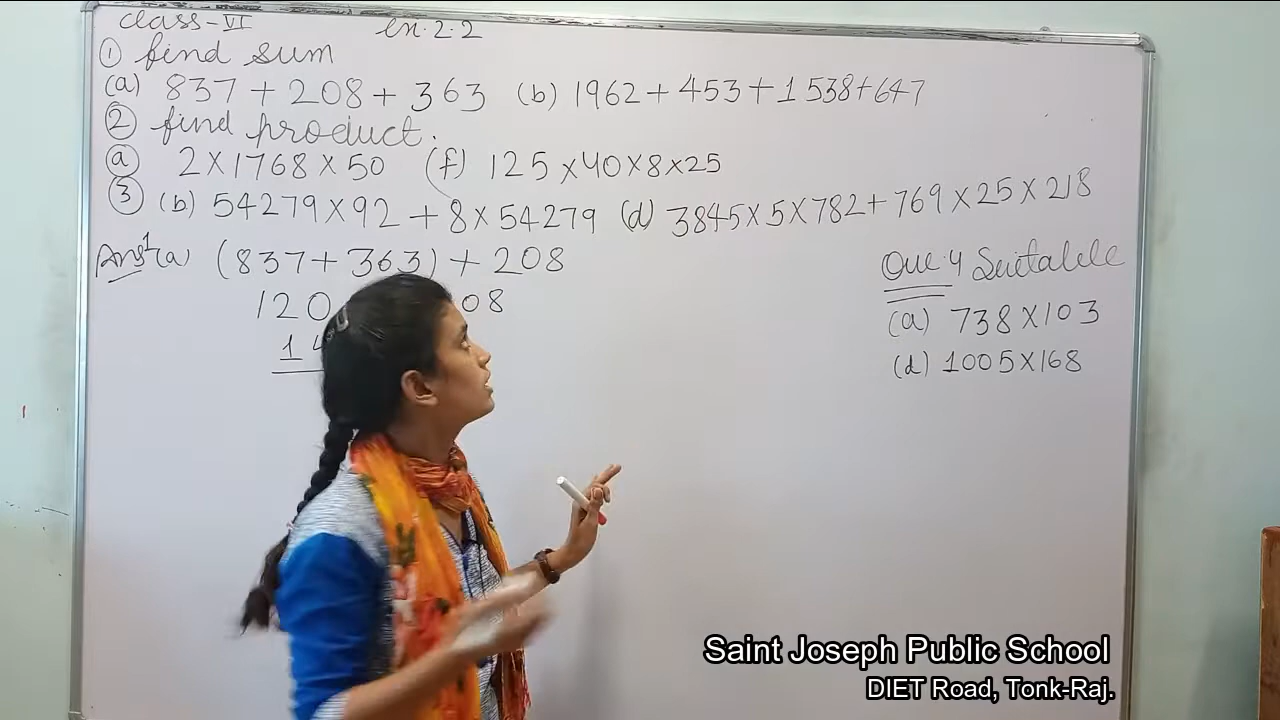 class-VI ex.2.2
① find sum
(a) 837 + 208 + 363 (b) 1962 + 453 + 1538 + 647
② find product.
ⓐ 2×1768×50 (f) 125×40×8×25
③ (b) 54279×92 + 8×54279 (d) 3845×5×782 + 769×25×218
Ans 1 (a) (837 + 363) + 208
120 08
14
Que 4 Suitable
(a) 738×103
(d) 1005×168
Saint Joseph Public School
DIET Road, Tonk-Raj.